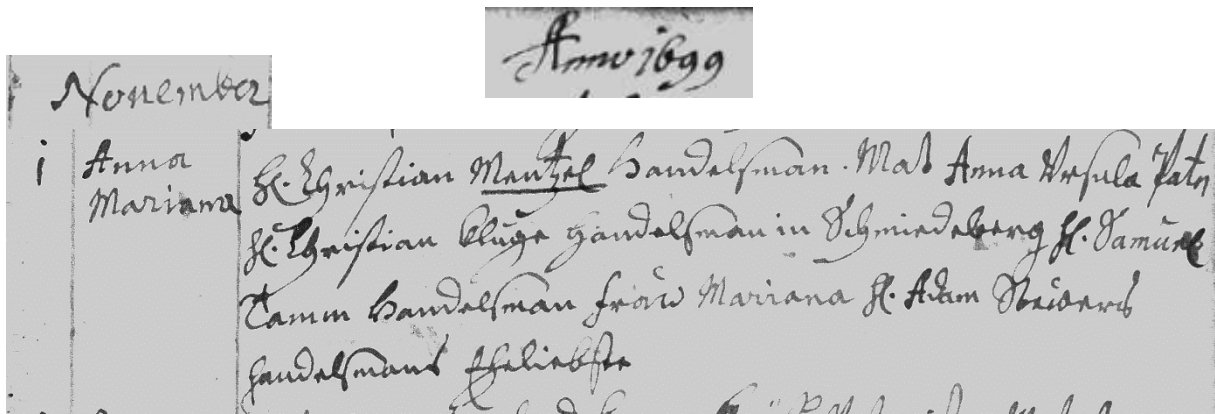 Anno 1699
November
1 Anna Mariana
H. Christian Mentzel Handelsman. Mat Anna Ursula Patr
H. Christian Kluge Handelsman in Schmiedeberg H. Samuel
Tamm Handelsman Frau Mariana H. Adam
Handelsmans Eheliebste